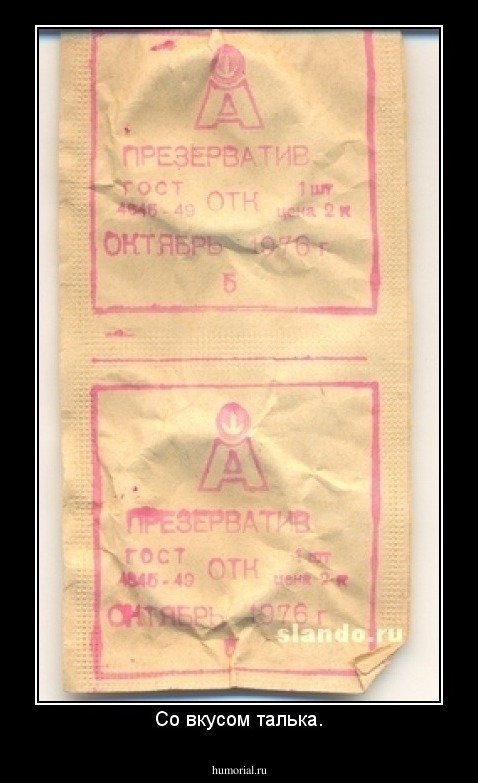 А
ПРЕЗЕРВАТИВ
ГОСТ
4645-49 ОТК 1 шт
цена 2 к
ОКТЯБРЬ 1976 г
Б
А
ПРЕЗЕРВАТИВ
ГОСТ
4645-49 ОТК 1 шт
цена 2 к
ОКТЯБРЬ 1976 г
slando.ru
Со вкусом талька.
humorial.ru